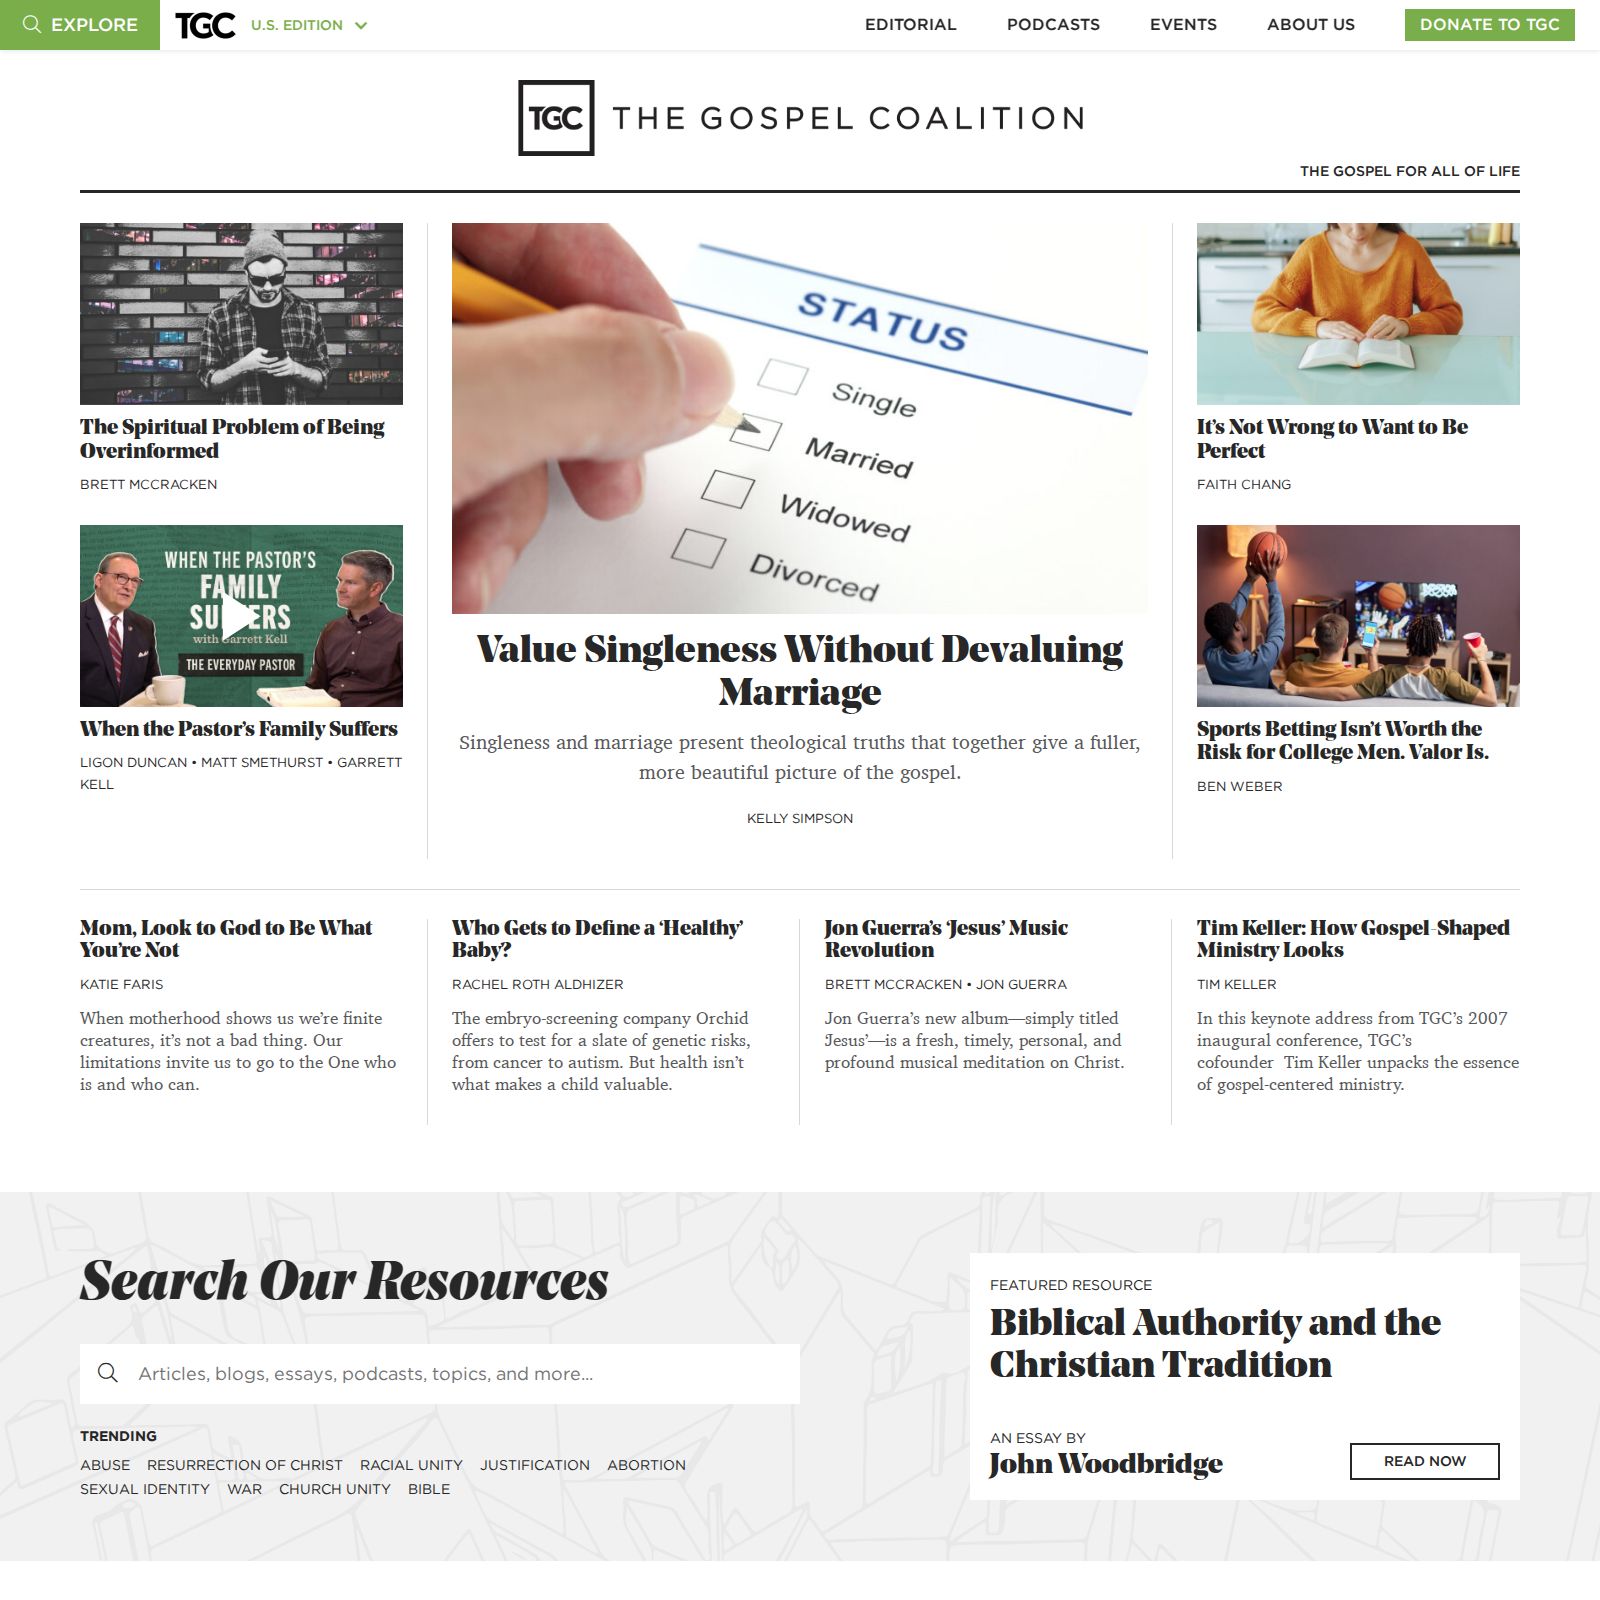 EXPLORE
TGC
U.S. EDITION
EDITORIAL
PODCASTS
EVENTS
ABOUT US
DONATE TO TGC
TGC
THE GOSPEL COALITION
THE GOSPEL FOR ALL OF LIFE
The Spiritual Problem of Being
Overinformed
BRETT MCCRACKEN
WHEN THE PASTOR'S
FAMILY
with Garrett Kell
THE EVERYDAY PASTOR
When the Pastor's Family Suffers
LIGON DUNCAN • MATT SMETHURST • GARRETT
KELL
STATUS
Single
Married
Widowed
Divorced
Value Singleness Without Devaluing
Marriage
Singleness and marriage present theological truths that together give a fuller,
more beautiful picture of the gospel.
KELLY SIMPSON
It's Not Wrong to Want to Be
Perfect
FAITH CHANG
Sports Betting Isn't Worth the
Risk for College Men. Valor Is.
BEN WEBER
Mom, Look to God to Be What
You're Not
KATIE FARIS
When motherhood shows us we're finite
creatures, it's not a bad thing. Our
limitations invite us to go to the One who
is and who can.
Who Gets to Define a 'Healthy'
Baby?
RACHEL ROTH ALDHIZER
The embryo-screening company Orchid
offers to test for a slate of genetic risks,
from cancer to autism. But health isn't
what makes a child valuable.
Jon Guerra's 'Jesus' Music
Revolution
BRETT MCCRACKEN • JON GUERRA
Jon Guerra's new album—simply titled
'Jesus'—is a fresh, timely, personal, and
profound musical meditation on Christ.
Tim Keller: How Gospel-Shaped
Ministry Looks
TIM KELLER
In this keynote address from TGC's 2007
inaugural conference, TGC's
cofounder Tim Keller unpacks the essence
of gospel-centered ministry.
Search Our Resources
Articles, blogs, essays, podcasts, topics, and more...
TRENDING
ABUSE RESURRECTION OF CHRIST RACIAL UNITY JUSTIFICATION ABORTION
SEXUAL IDENTITY WAR CHURCH UNITY BIBLE
FEATURED RESOURCE
Biblical Authority and the
Christian Tradition
AN ESSAY BY
John Woodbridge
READ NOW